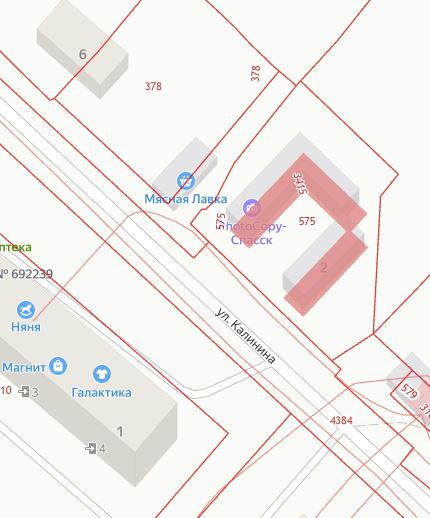 6
378
378
Мясная Лавка
3415
575
575
PhotoCopy-
Спасск
2
птека
№ 692239
Няня
ул. Калинина
Магнит
Галактика
10
3
579
4384
1
4